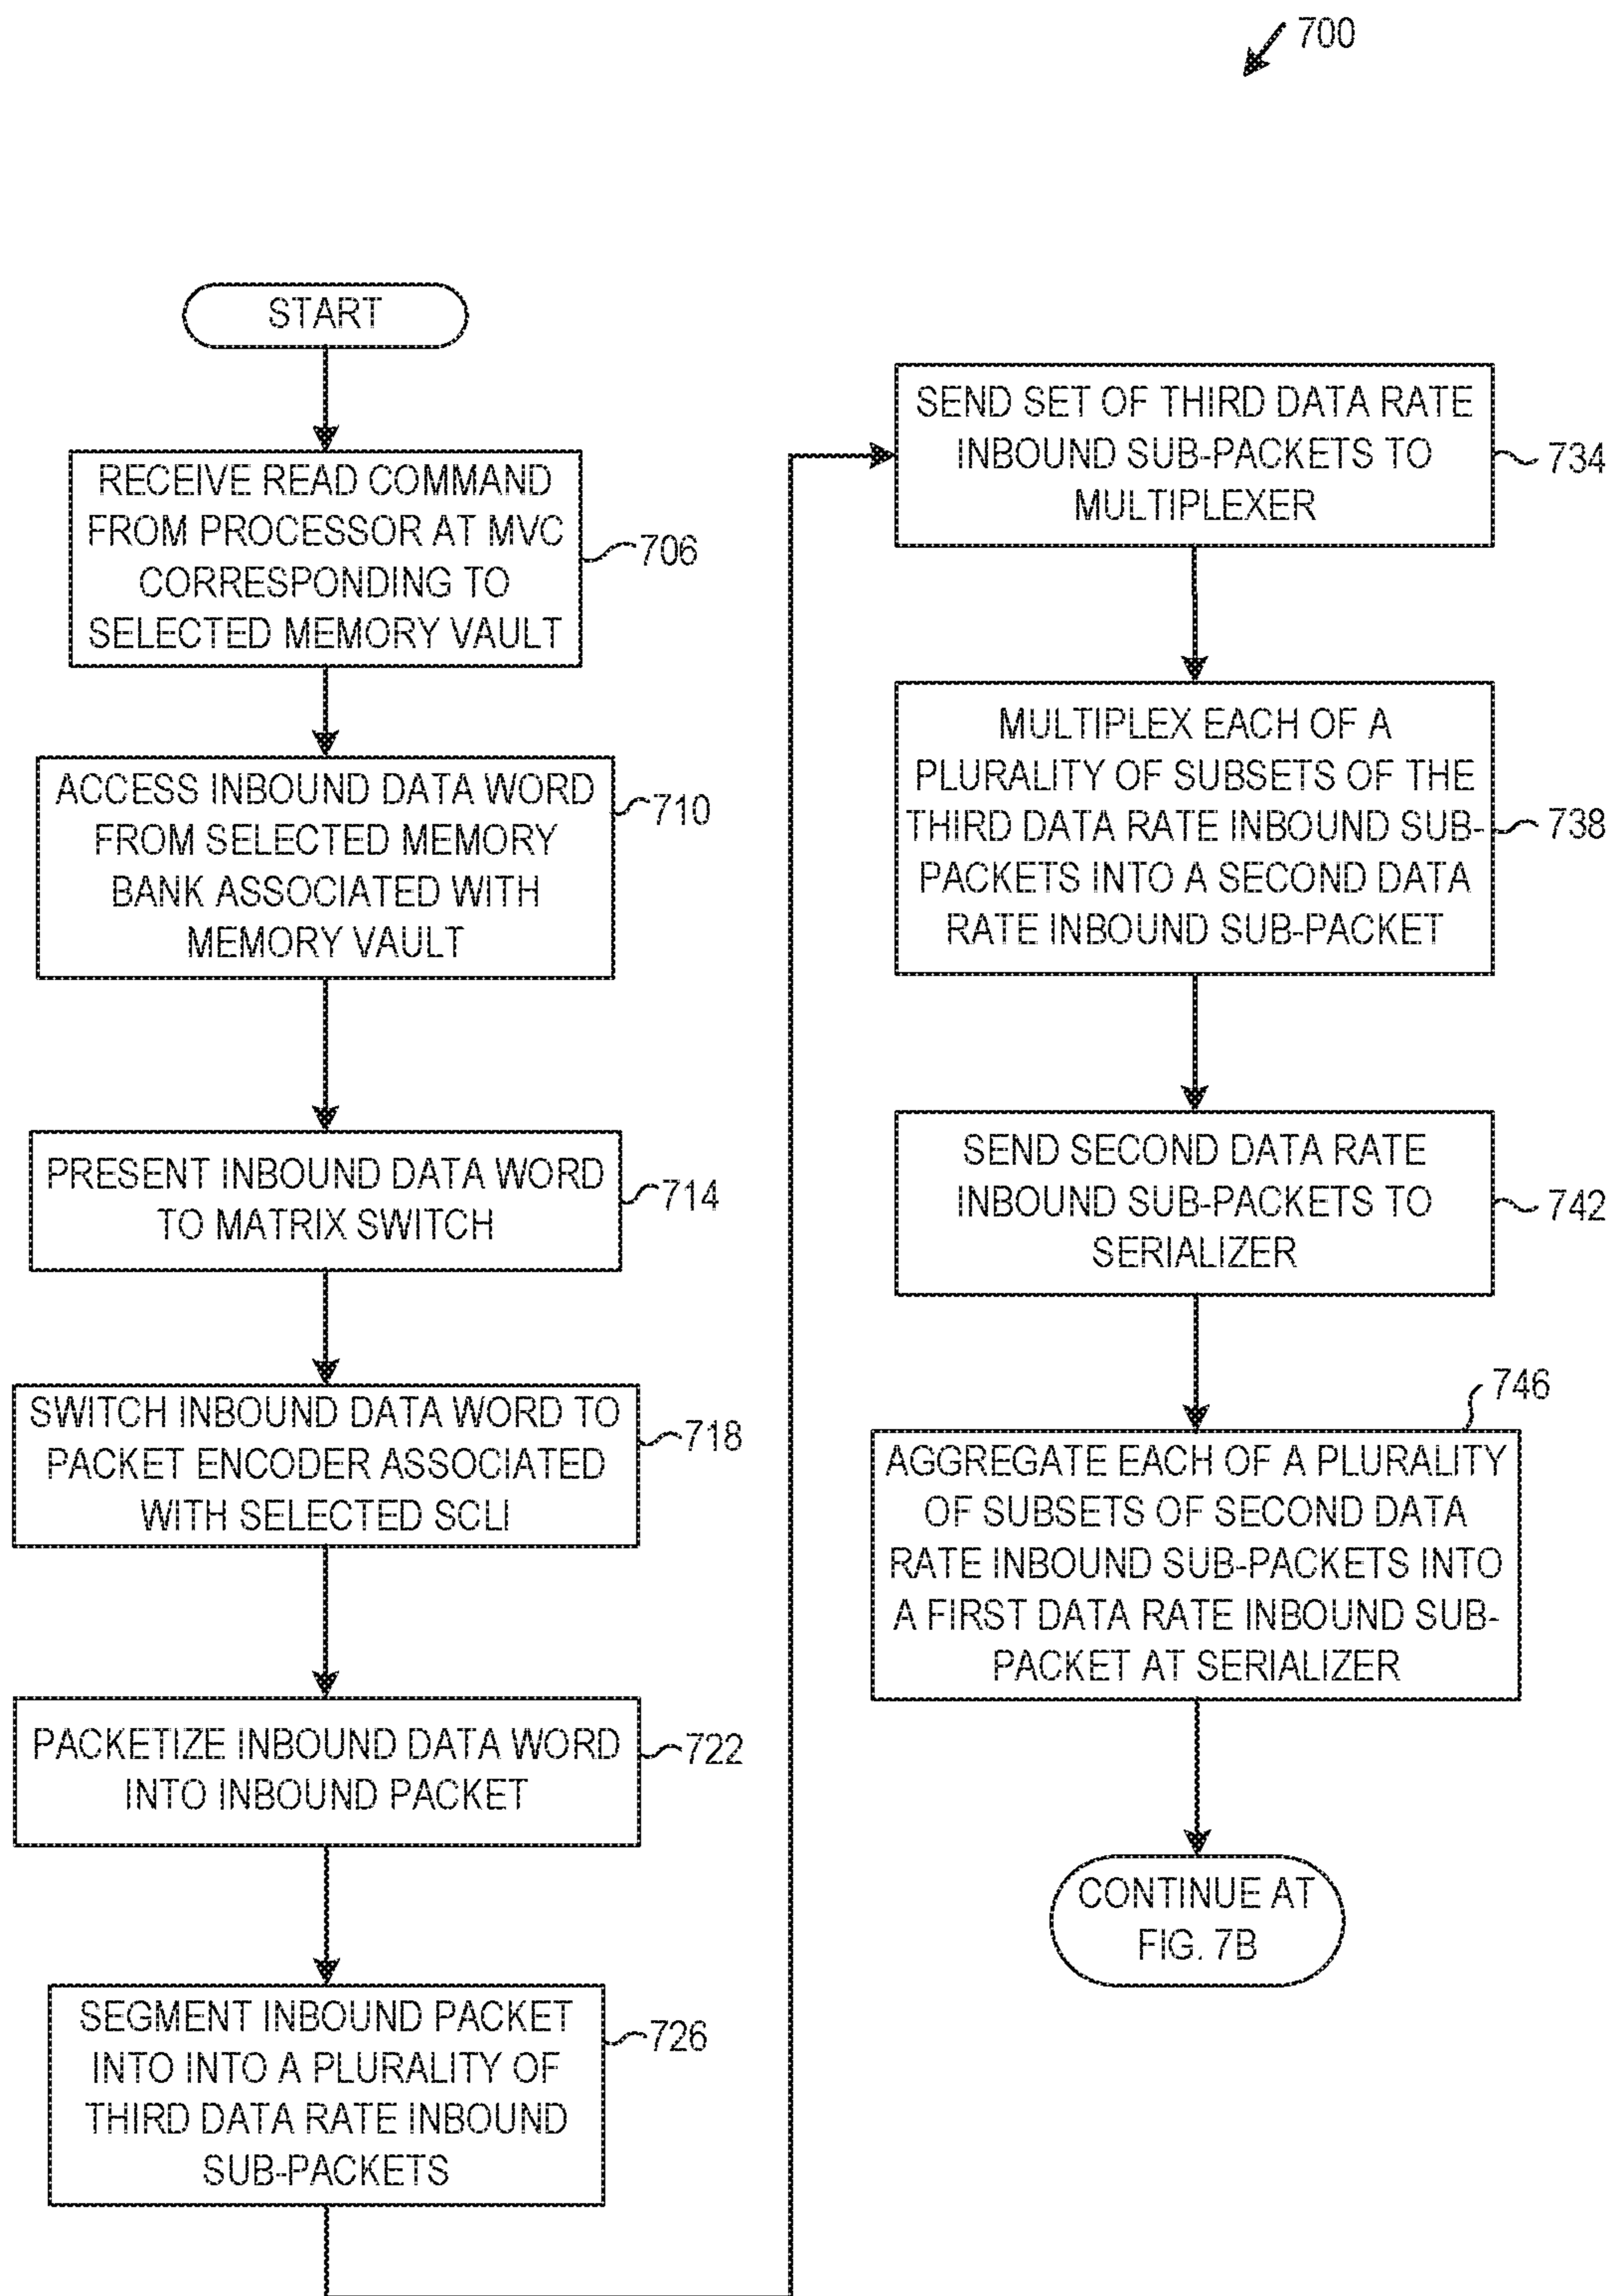 700
START
RECEIVE READ COMMAND
FROM PROCESSOR AT MVC
CORRESPONDING TO
SELECTED MEMORY VAULT
706
ACCESS INBOUND DATA WORD
FROM SELECTED MEMORY
BANK ASSOCIATED WITH
MEMORY VAULT
710
PRESENT INBOUND DATA WORD
TO MATRIX SWITCH
714
SWITCH INBOUND DATA WORD TO
PACKET ENCODER ASSOCIATED
WITH SELECTED SCLI
718
PACKETIZE INBOUND DATA WORD
INTO INBOUND PACKET
722
SEGMENT INBOUND PACKET
INTO INTO A PLURALITY OF
THIRD DATA RATE INBOUND
SUB-PACKETS
726
SEND SET OF THIRD DATA RATE
INBOUND SUB-PACKETS TO
MULTIPLEXER
734
MULTIPLEX EACH OF A
PLURALITY OF SUBSETS OF THE
THIRD DATA RATE INBOUND SUB-
PACKETS INTO A SECOND DATA
RATE INBOUND SUB-PACKET
738
SEND SECOND DATA RATE
INBOUND SUB-PACKETS TO
SERIALIZER
742
746
AGGREGATE EACH OF A PLURALITY
OF SUBSETS OF SECOND DATA
RATE INBOUND SUB-PACKETS INTO
A FIRST DATA RATE INBOUND SUB-
PACKET AT SERIALIZER
CONTINUE AT
FIG. 7B